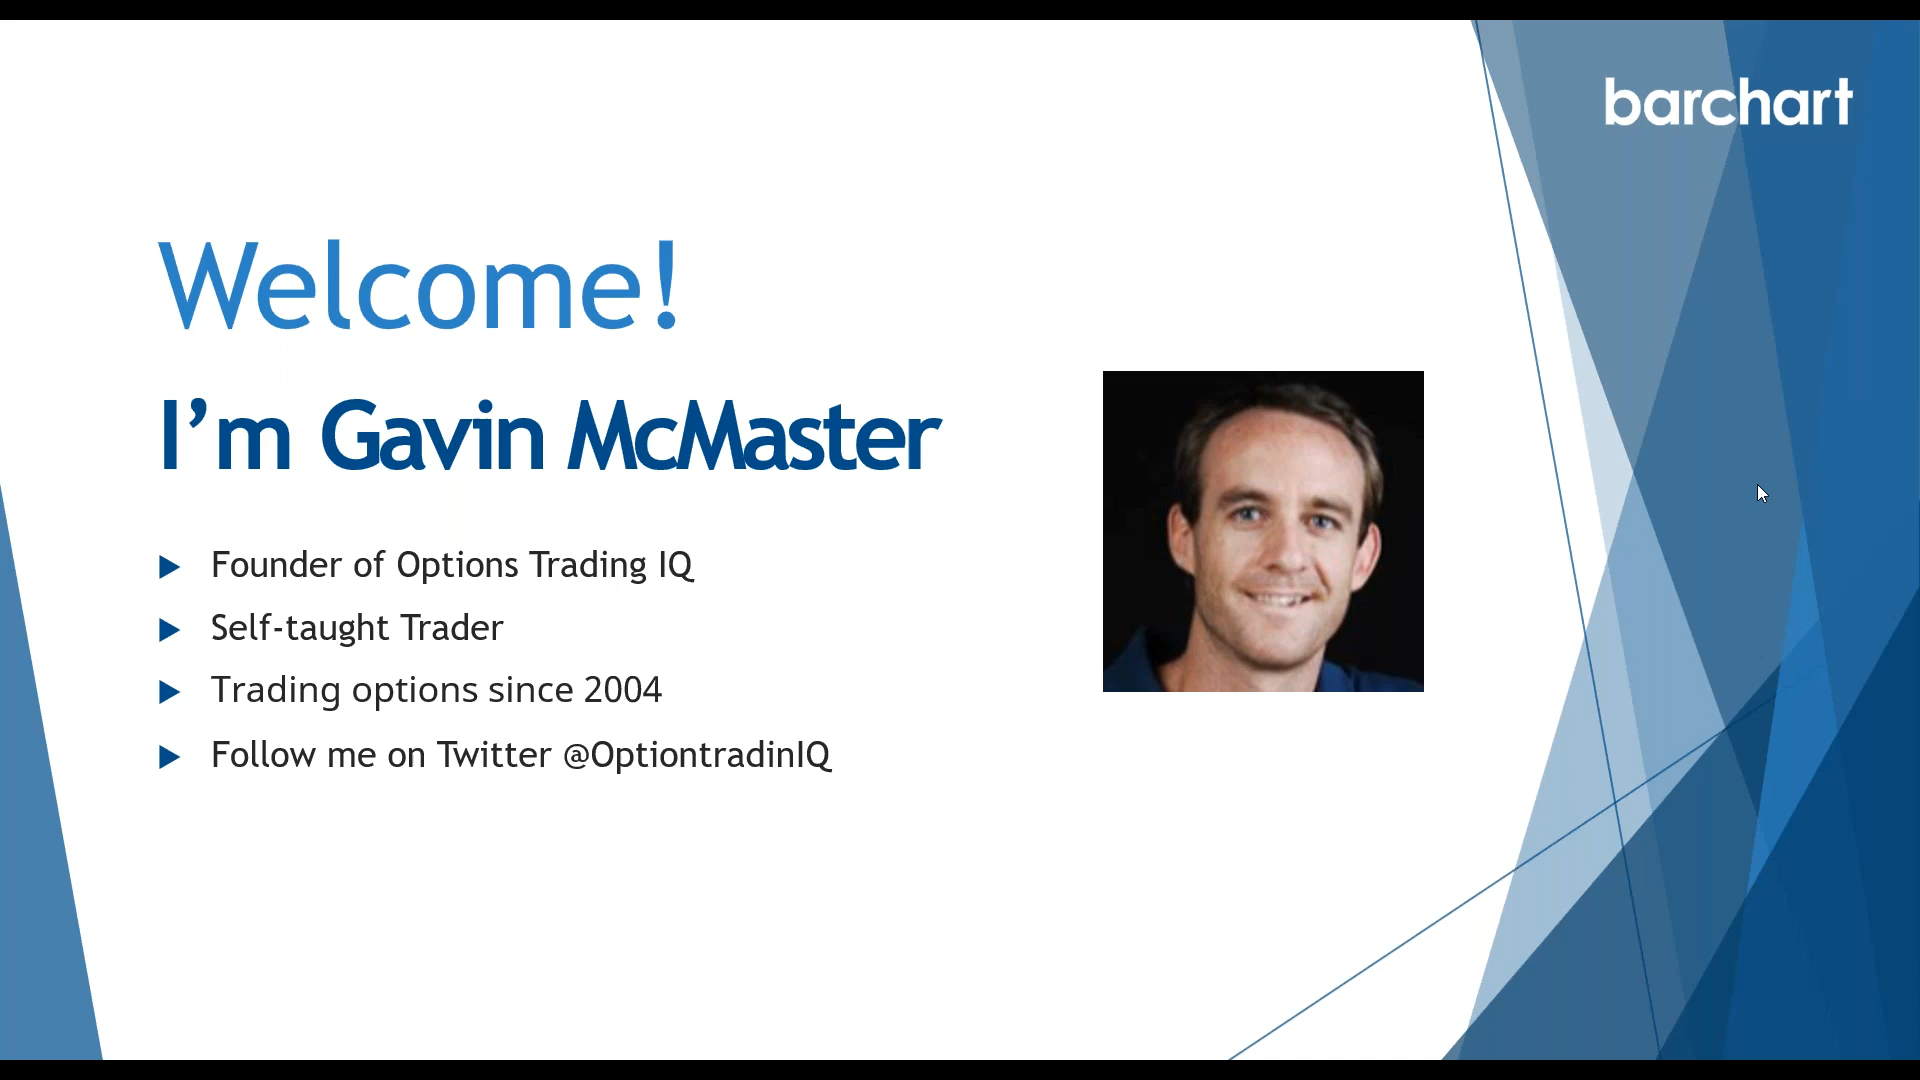 barchart
Welcome!
I’m Gavin McMaster
Founder of Options Trading IQ
Self-taught Trader
Trading options since 2004
Follow me on Twitter @OptiontradinIQ